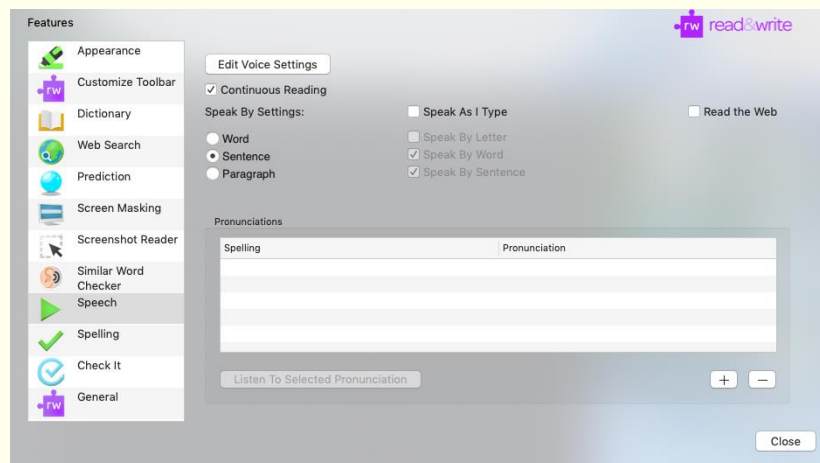 Features
rw read&write
Appearance
Customize Toolbar
Dictionary
Web Search
Prediction
Screen Masking
Screenshot Reader
Similar Word
Checker
Speech
Spelling
Check It
General
Edit Voice Settings
Continuous Reading
Speak By Settings:
Word
Sentence
Paragraph
Speak As I Type
Speak By Letter
Speak By Word
Speak By Sentence
Read the Web
Pronunciations
Spelling Pronunciation
Listen To Selected Pronunciation
+ −
Close